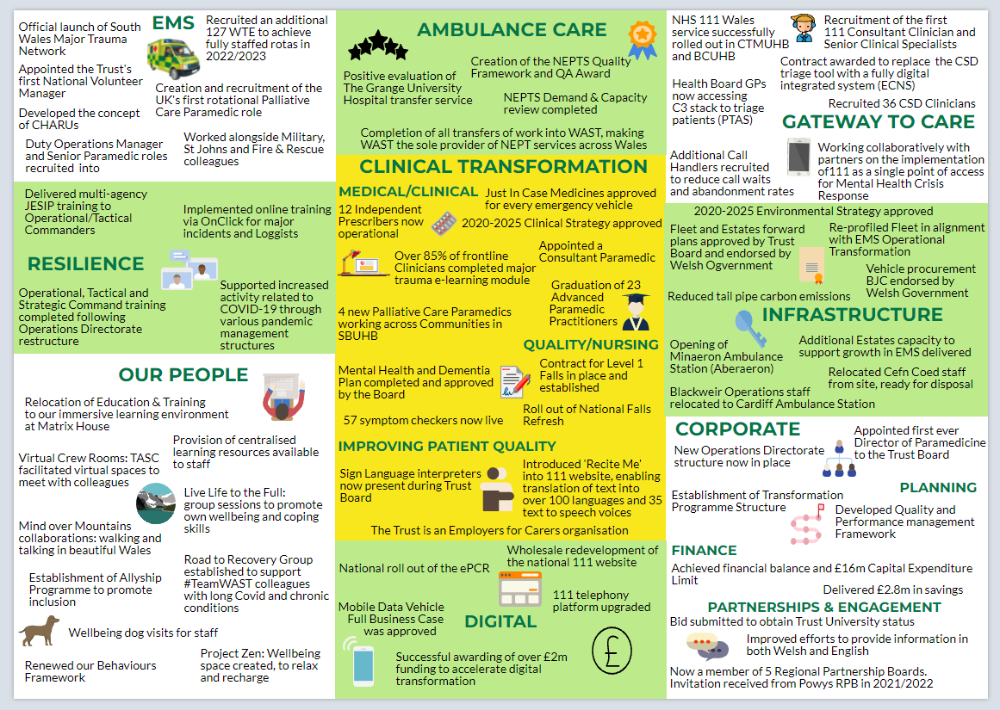 EMS
Official launch of South
Wales Major Trauma
Network
Recruited an additional
127 WTE to achieve
fully staffed rotas in
2022/2023
Appointed the Trust's
first National Volunteer
Manager
Creation and recruitment of the
UK's first rotational Palliative
Care Paramedic role
Developed the concept
of CHARUs
Duty Operations Manager
and Senior Paramedic roles
recruited into
Worked alongside Military,
St Johns and Fire & Rescue
colleagues
Delivered multi-agency
JESIP training to
Operational/Tactical
Commanders
Implemented online training
via OnClick for major
incidents and Loggists
RESILIENCE
Operational, Tactical and
Strategic Command training
completed following
Operations Directorate
restructure
Supported increased
activity related to
COVID-19 through
various pandemic
management
structures
OUR PEOPLE
Relocation of Education & Training
to our immersive learning environment
at Matrix House
Provision of centralised
learning resources available
to staff
Virtual Crew Rooms: TASC
facilitated virtual spaces to
meet with colleagues
Live Life to the Full:
group sessions to promote
own wellbeing and coping
skills
Mind over Mountains
collaborations: walking and
talking in beautiful Wales
Road to Recovery Group
established to support
#TeamWAST colleagues
with long Covid and chronic
conditions
Establishment of Allyship
Programme to promote
inclusion
Wellbeing dog visits for staff
Renewed our Behaviours
Framework
Project Zen: Wellbeing
space created, to relax
and recharge
AMBULANCE CARE
Positive evaluation of
The Grange University
Hospital transfer service
Creation of the NEPTS Quality
Framework and QA Award
NEPTS Demand & Capacity
review completed
Completion of all transfers of work into WAST, making
WAST the sole provider of NEPT services across Wales
CLINICAL TRANSFORMATION
MEDICAL/CLINICAL
Just In Case Medicines approved
for every emergency vehicle
12 Independent
Prescribers now
operational
2020-2025 Clinical Strategy approved
Over 85% of frontline
Clinicians completed major
trauma e-learning module
Appointed a
Consultant Paramedic
Graduation of 23
Advanced
Paramedic
Practitioners
4 new Palliative Care Paramedics
working across Communities in
SBUHB
QUALITY/NURSING
Mental Health and Dementia
Plan completed and approved
by the Board
Contract for Level 1
Falls in place and
established
57 symptom checkers now live
Roll out of National Falls
Refresh
IMPROVING PATIENT QUALITY
Sign Language interpreters
now present during Trust
Board
Introduced 'Recite Me'
into 111 website, enabling
translation of text into
over 100 languages and 35
text to speech voices
The Trust is an Employers for Carers organisation
Wholesale redevelopment of
the national 111 website
National roll out of the ePCR
111 telephony
platform upgraded
Mobile Data Vehicle
Full Business Case
was approved
DIGITAL
£
Successful awarding of over £2m
funding to accelerate digital
transformation
NHS 111 Wales
service successfully
rolled out in CTMUHB
and BCUHB
Recruitment of the first
111 Consultant Clinician and
Senior Clinical Specialists
Contract awarded to replace the CSD
triage tool with a fully digital
integrated system (ECNS)
Health Board GPs
now accessing
C3 stack to triage
patients (PTAS)
Recruited 36 CSD Clinicians
GATEWAY TO CARE
Additional Call
Handlers recruited
to reduce call waits
and abandonment rates
Working collaboratively with
partners on the implementation
of111 as a single point of access
for Mental Health Crisis
Response
2020-2025 Environmental Strategy approved
Fleet and Estates forward
plans approved by Trust
Board and endorsed by
Welsh Ogvernment
Re-profiled Fleet in alignment
with EMS Operational
Transformation
Vehicle procurement
BJC endorsed by
Welsh Government
Reduced tail pipe carbon emissions
INFRASTRUCTURE
Opening of
Minaeron Ambulance
Station (Aberaeron)
Additional Estates capacity to
support growth in EMS delivered
Relocated Cefn Coed staff
from site, ready for disposal
Blackweir Operations staff
relocated to Cardiff Ambulance Station
CORPORATE
Appointed first ever
Director of Paramedicine
to the Trust Board
New Operations Directorate
structure now in place
PLANNING
Establishment of Transformation
Programme Structure
Developed Quality and
Performance management
Framework
FINANCE
Achieved financial balance and £16m Capital Expenditure
Limit
Delivered £2.8m in savings
PARTNERSHIPS & ENGAGEMENT
Bid submitted to obtain Trust University status
Improved efforts to provide information in
both Welsh and English
Now a member of 5 Regional Partnership Boards.
Invitation received from Powys RPB in 2021/2022